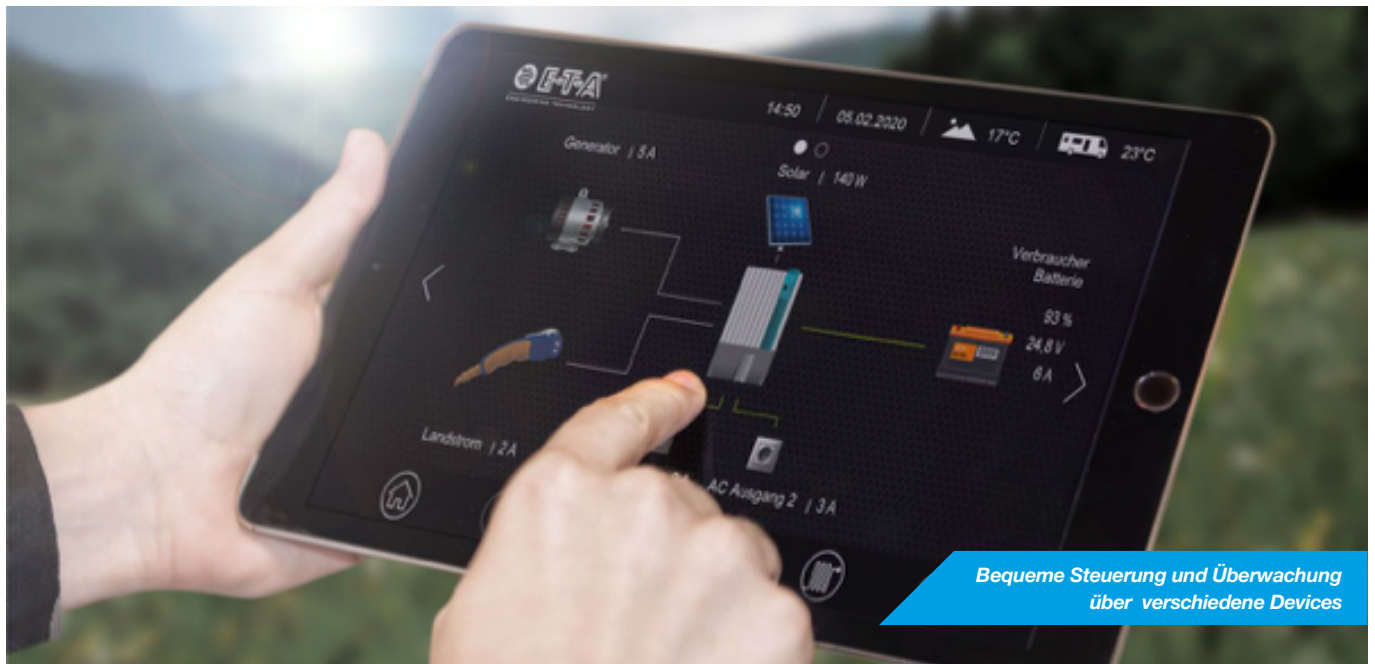 E-T-A
ENGINEERING TECHNOLOGY
14:50
05.02.2020
17°C
23°C
Generator | 5 A
Solar | 140 W
Verbraucher
Batterie
93 %
24,8 V
6 A
Landstrom | 2 A
AC Ausgang 2 | 3 A
Bequeme Steuerung und Überwachung
über verschiedene Devices